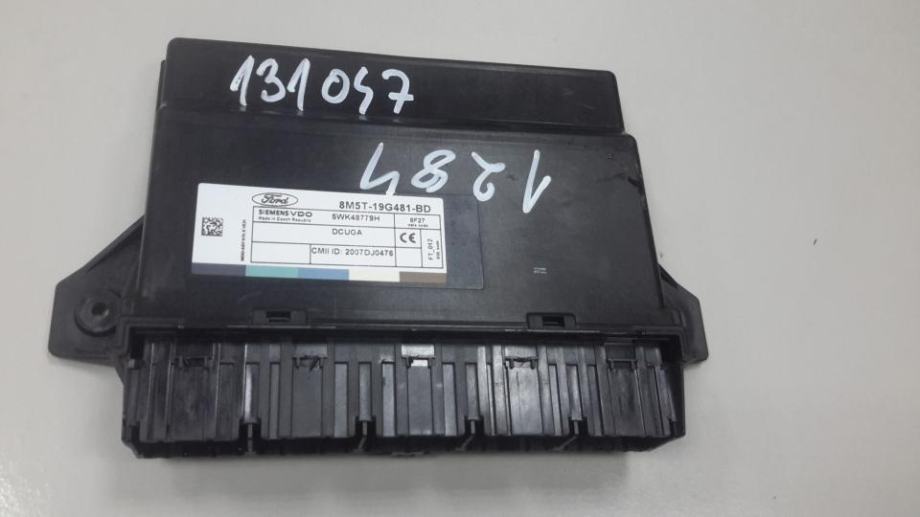 131047
1284
Ford
8M5T-19G481-BD
SIEMENS VDO
Made in Czech Republic
5WK48779H
8F27
DCUGA
CE
CMII ID: 2007DJ0476
FT_012